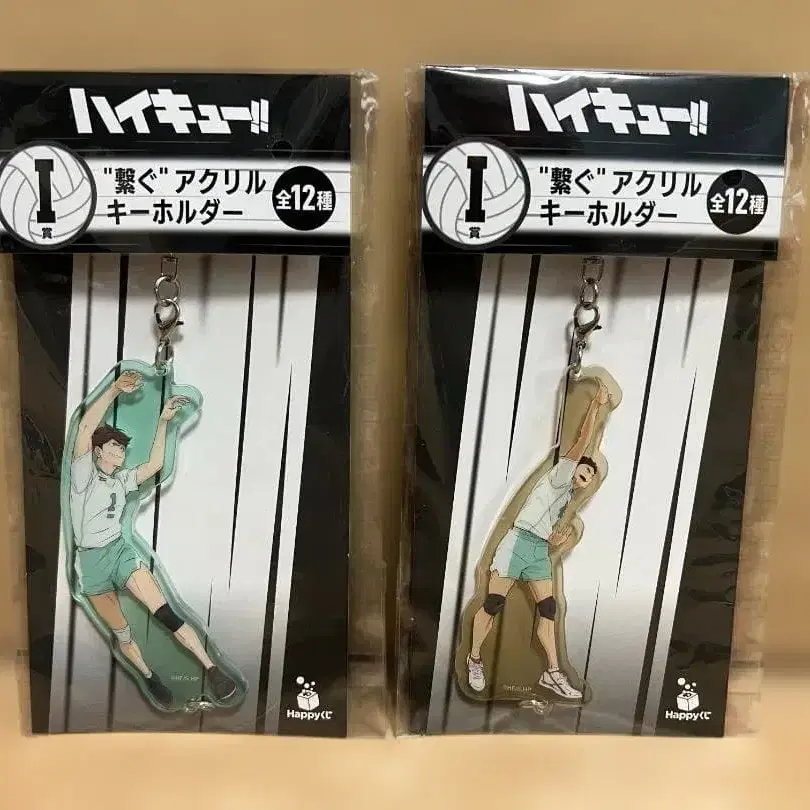 ハイキュー!!
I
賞
"繋ぐ" アクリル
キーホルダー
全12種
1
Happyくじ
ハイキュー!!
I
賞
"繋ぐ" アクリル
キーホルダー
全12種
Happyくじ